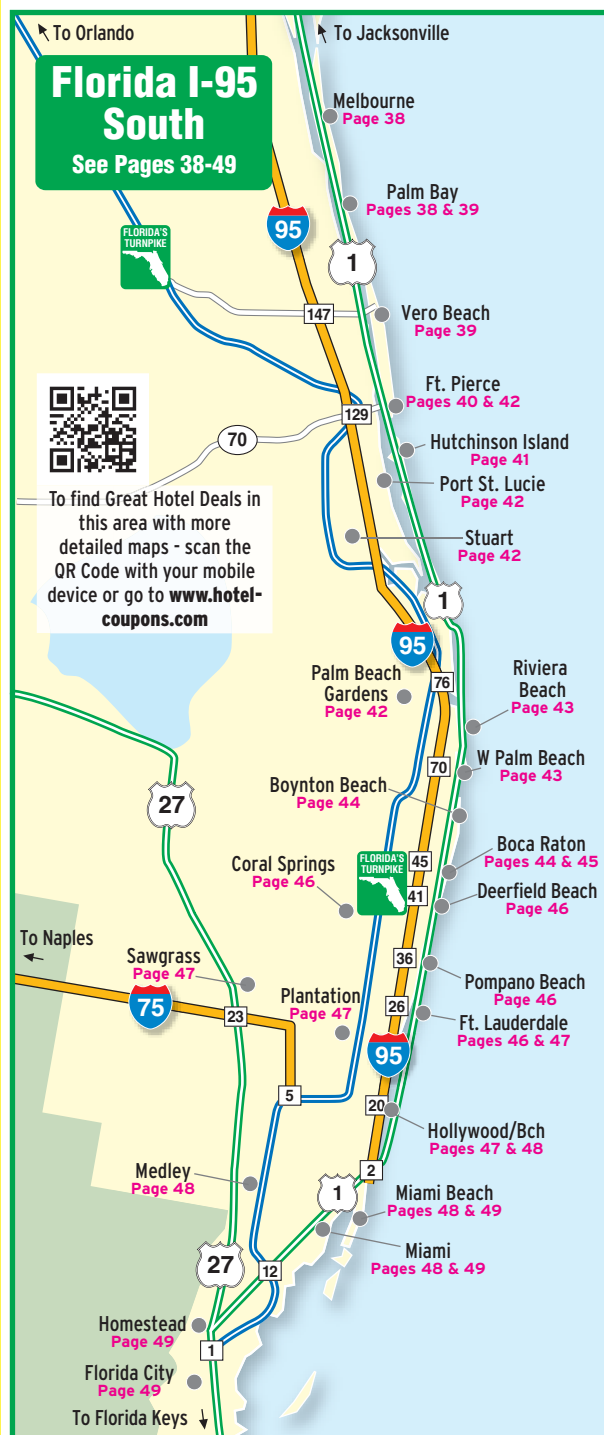 To Orlando
To Jacksonville
Florida I-95
South
See Pages 38-49
Melbourne
Page 38
Palm Bay
Pages 38 & 39
95
FLORIDA'S
TURNPIKE
1
147
Vero Beach
Page 39
Ft. Pierce
Pages 40 & 42
129
70
Hutchinson Island
Page 41
Port St. Lucie
Page 42
To find Great Hotel Deals in
this area with more
detailed maps - scan the
QR Code with your mobile
device or go to www.hotel-
coupons.com
Stuart
Page 42
1
95
Palm Beach
Gardens
Page 42
76
Riviera
Beach
Page 43
70
W Palm Beach
Page 43
Boynton Beach
Page 44
27
Boca Raton
Pages 44 & 45
Coral Springs
Page 46
FLORIDA'S
TURNPIKE
45
41
Deerfield Beach
Page 46
To Naples
Sawgrass
Page 47
36
Pompano Beach
Page 46
75
23
Plantation
Page 47
26
Ft. Lauderdale
Pages 46 & 47
95
5
20
Hollywood/Bch
Pages 47 & 48
Medley
Page 48
2
1
Miami Beach
Pages 48 & 49
Miami
Pages 48 & 49
27
12
Homestead
Page 49
1
Florida City
Page 49
To Florida Keys